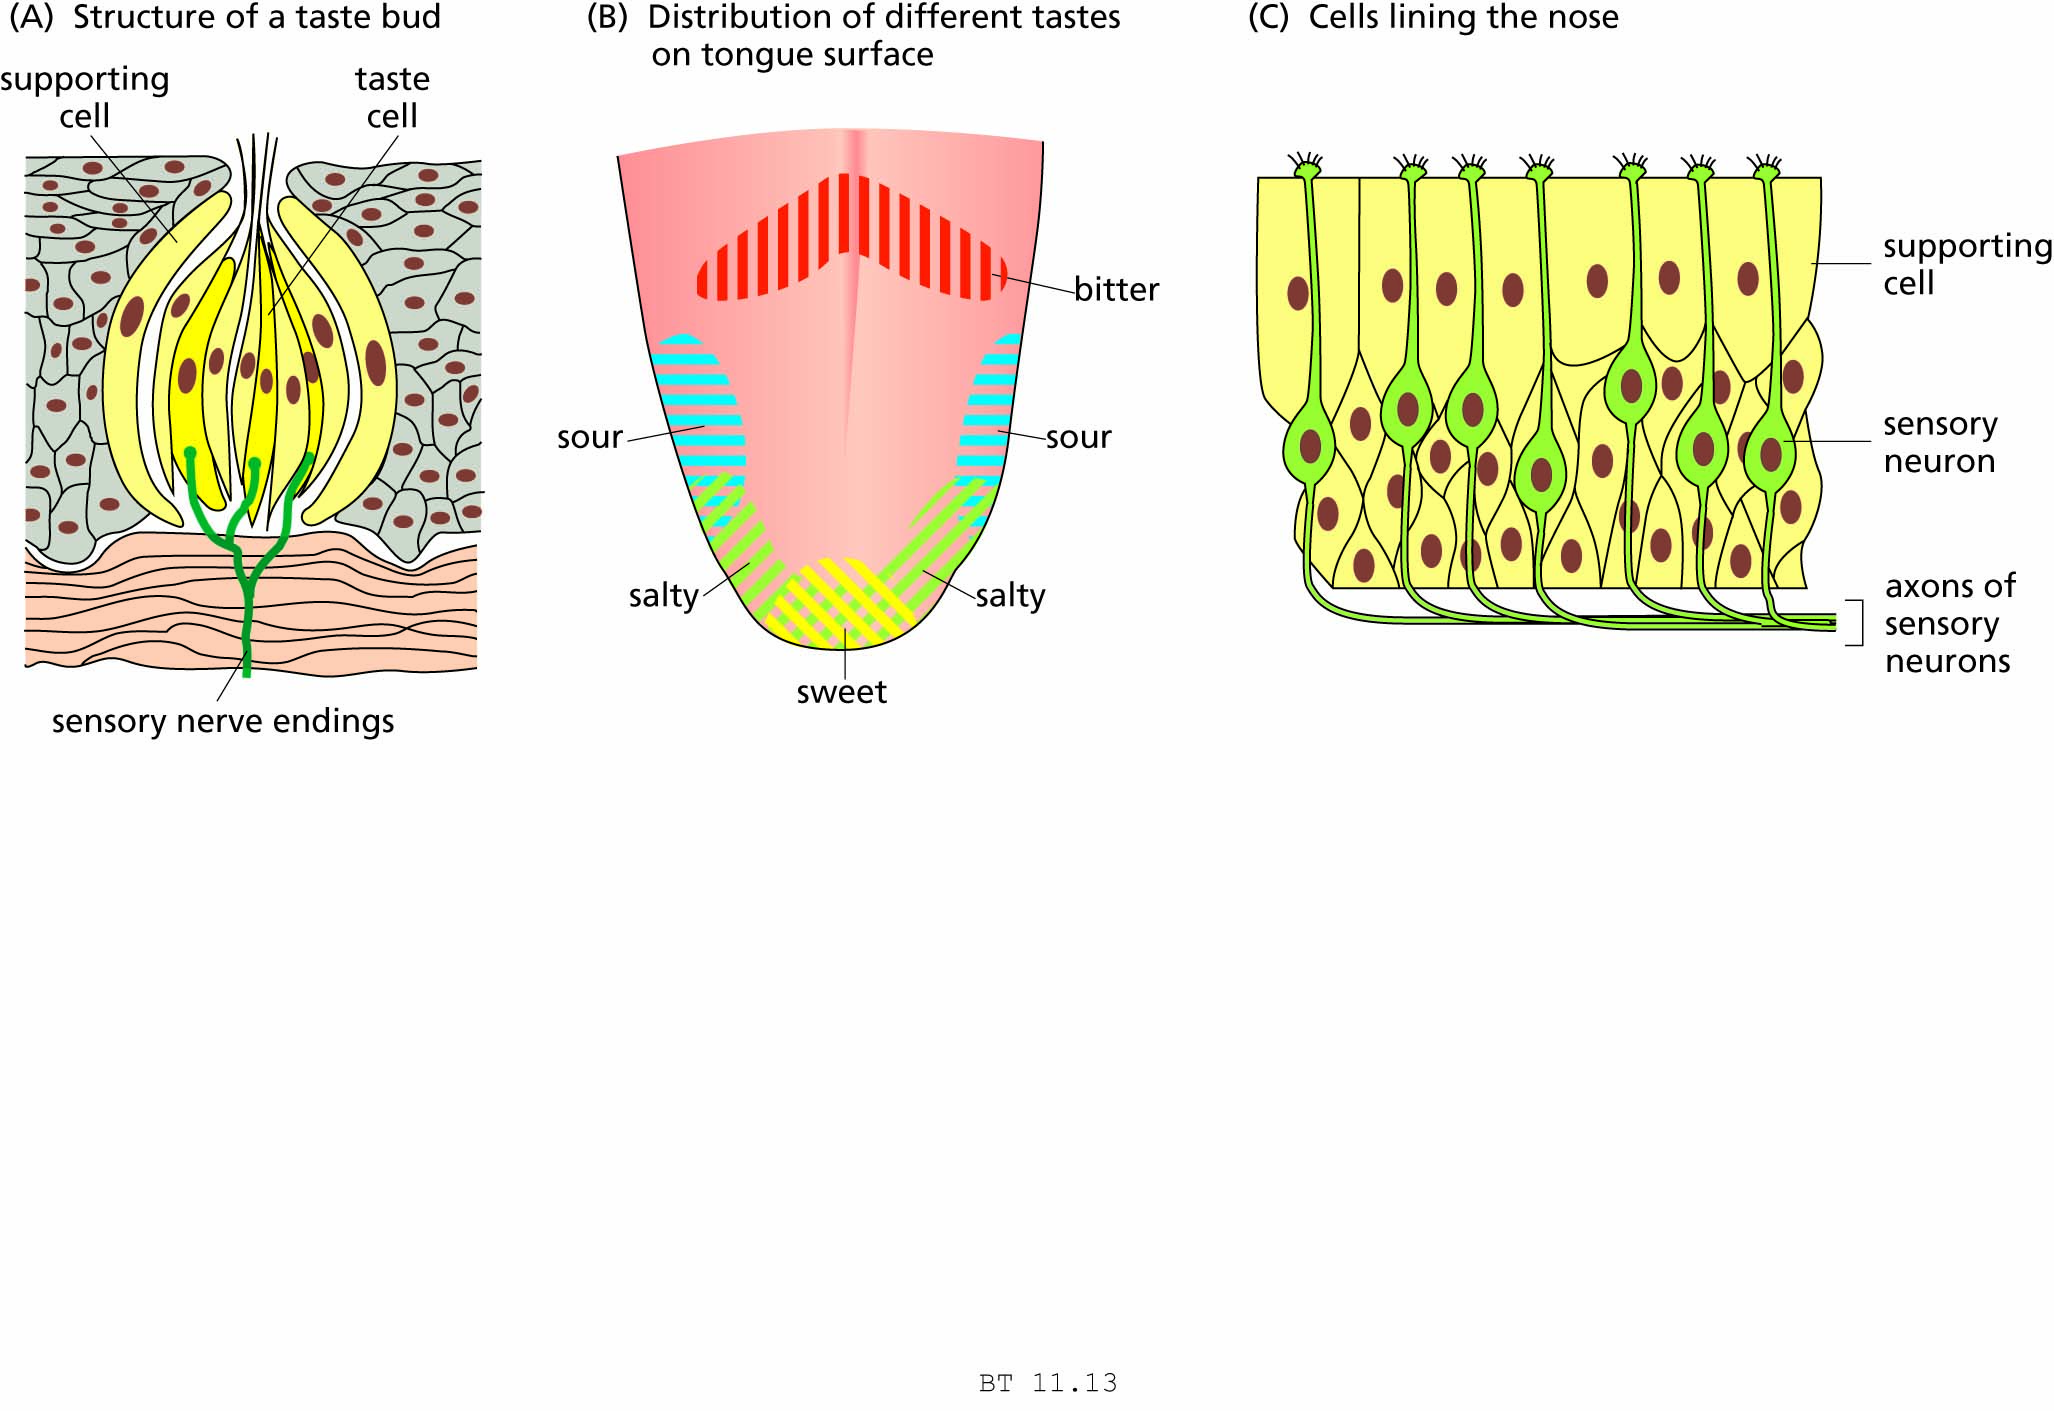 (A) Structure of a taste bud
supporting
cell
taste
cell
sensory nerve endings
(B) Distribution of different tastes
on tongue surface
bitter
sour
sour
salty
salty
sweet
(C) Cells lining the nose
supporting
cell
sensory
neuron
axons of
sensory
neurons
BT 11.13